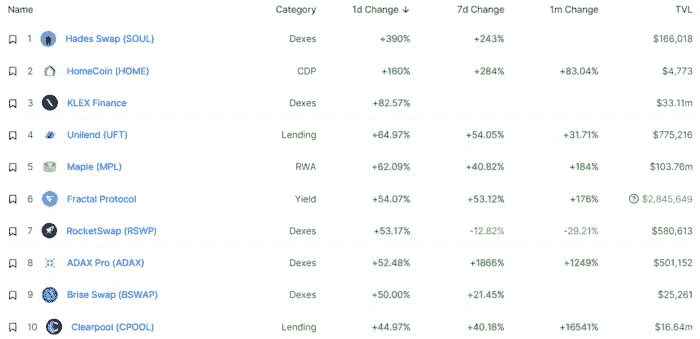 Name Category 1d Change ↓ 7d Change 1m Change TVL
1 Hades Swap (SOUL) Dexes +390% +243% $166,018
2 HomeCoin (HOME) CDP +160% +284% +83.04% $4,773
3 KLEX Finance Dexes +82.57% $33.11m
4 Unilend (UFT) Lending +64.97% +54.05% +31.71% $775,216
5 Maple (MPL) RWA +62.09% +40.82% +184% $103.76m
6 Fractal Protocol Yield +54.07% +53.12% +176% ? $2,845,649
7 RocketSwap (RSWP) Dexes +53.17% -12.82% -29.21% $580,613
8 ADAX Pro (ADAX) Dexes +52.48% +1866% +1249% $501,152
9 Brise Swap (BSWAP) Dexes +50.00% +21.45% $25,261
10 Clearpool (CPOOL) Lending +44.97% +40.18% +16541% $16.64m